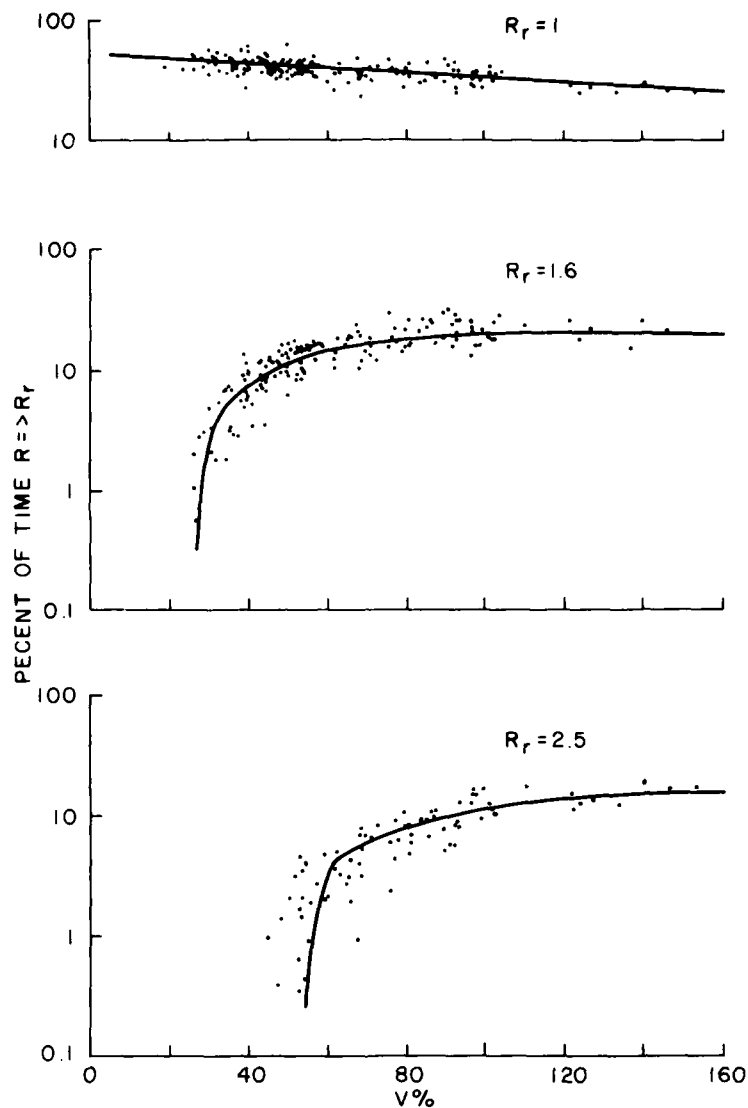 100
R_r = 1
10
100
R_r = 1.6
10
1
0.1
PECENT OF TIME R = > R_r
100
R_r = 2.5
10
1
0.1
0 40 80 120 160
V%